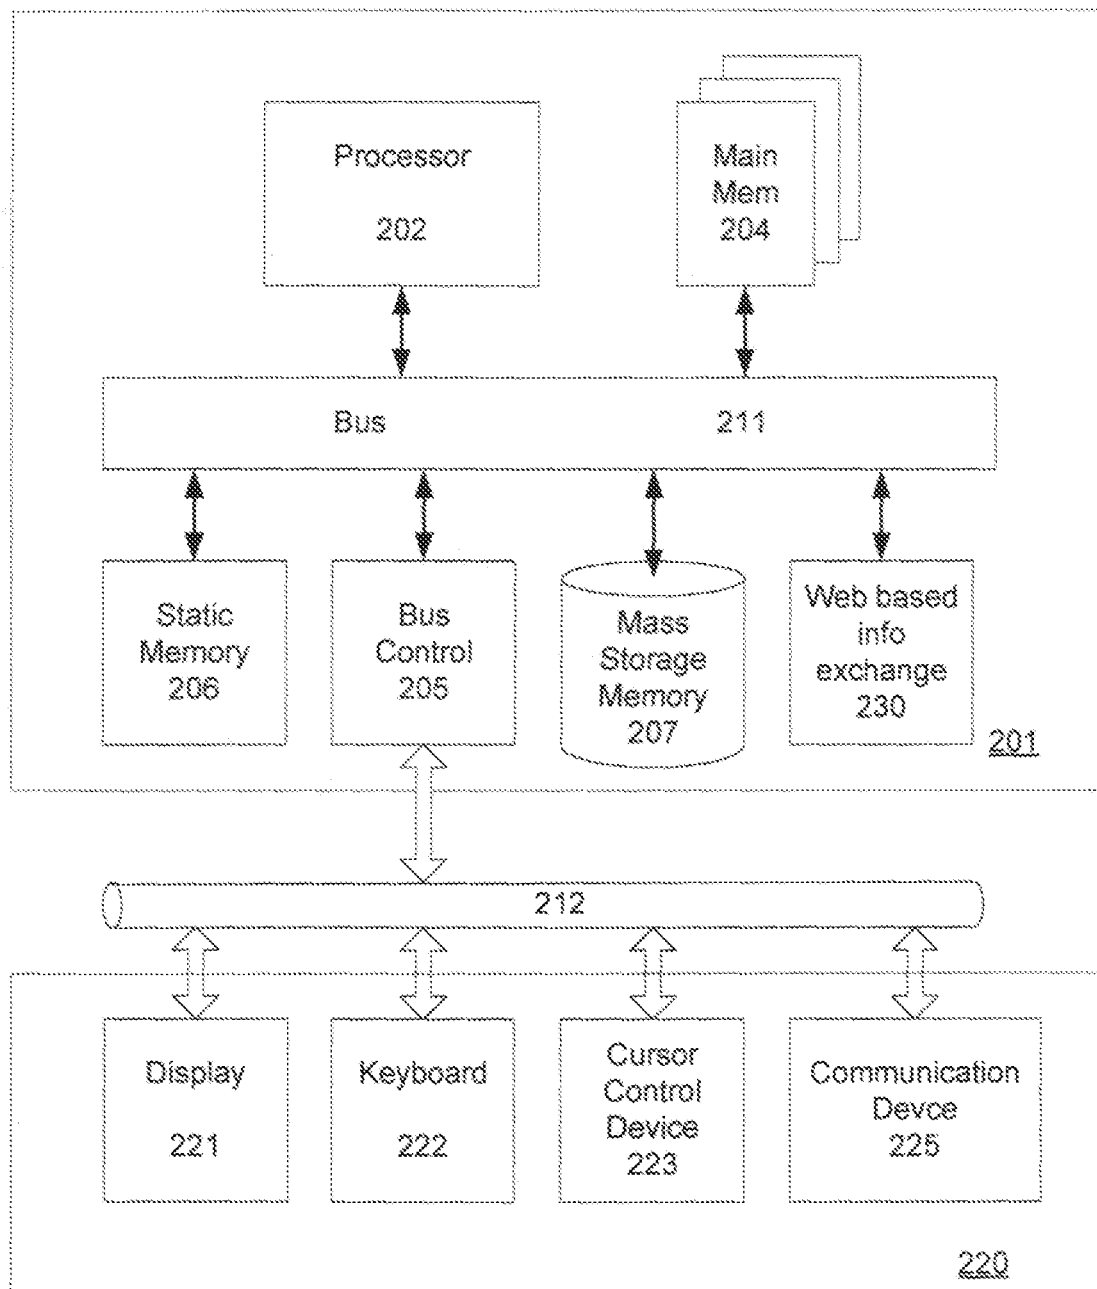 Processor
202
Main
Mem
204
Bus 211
Static
Memory
206
Bus
Control
205
Mass
Storage
Memory
207
Web based
info
exchange
230
201
212
Display
221
Keyboard
222
Cursor
Control
Device
223
Communication
Devce
225
220